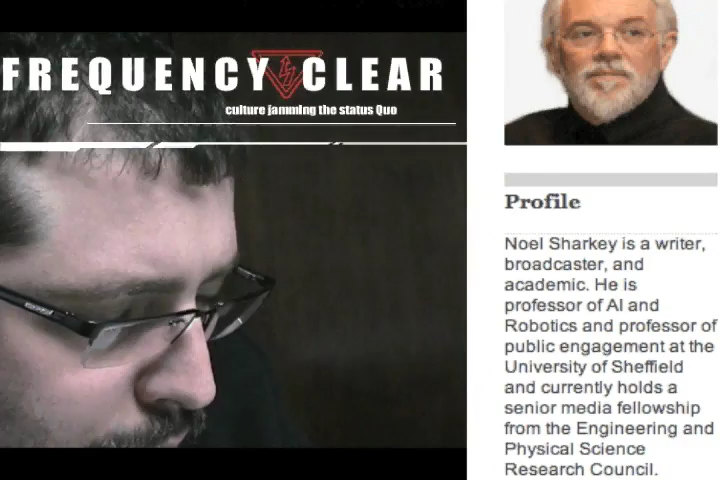 FREQUENCY CLEAR
culture jamming the status Quo
Profile
Noel Sharkey is a writer,
broadcaster, and
academic. He is
professor of AI and
Robotics and professor of
public engagement at the
University of Sheffield
and currently holds a
senior media fellowship
from the Engineering and
Physical Science
Research Council.